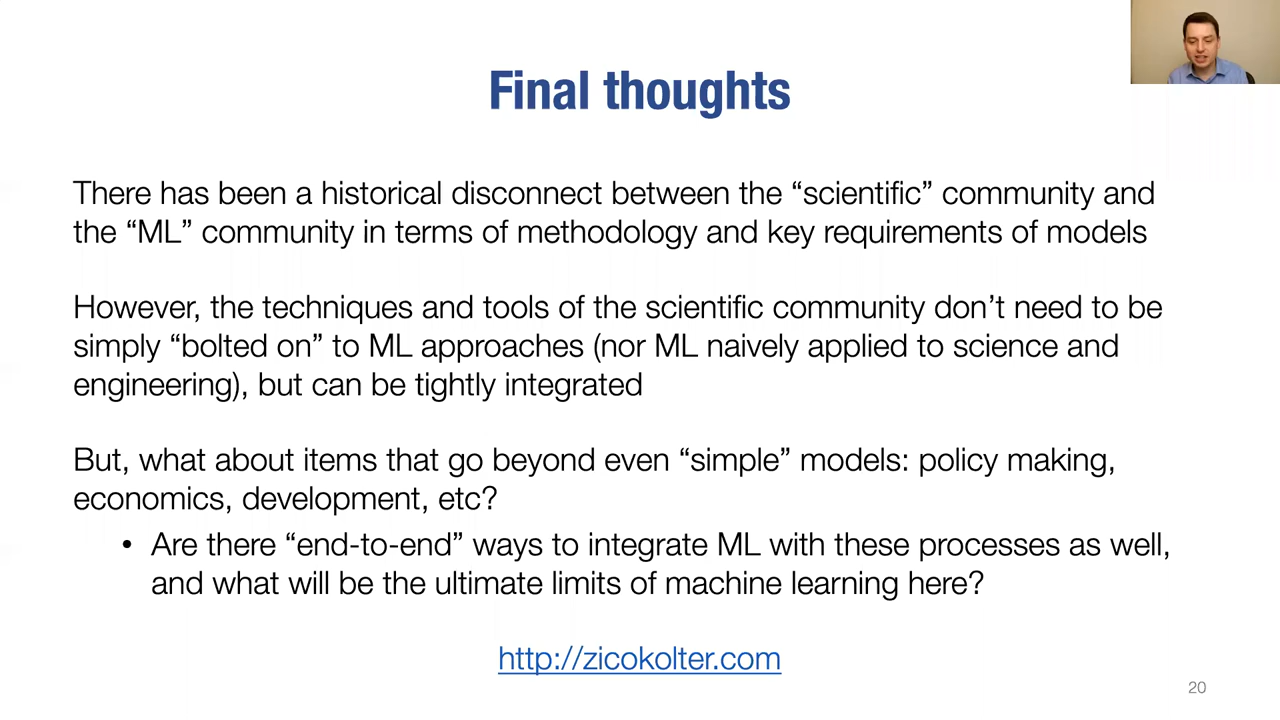 Final thoughts
There has been a historical disconnect between the “scientific” community and
the “ML” community in terms of methodology and key requirements of models
However, the techniques and tools of the scientific community don’t need to be
simply “bolted on” to ML approaches (nor ML naively applied to science and
engineering), but can be tightly integrated
But, what about items that go beyond even “simple” models: policy making,
economics, development, etc?
• Are there “end-to-end” ways to integrate ML with these processes as well,
and what will be the ultimate limits of machine learning here?
http://zicokolter.com
20